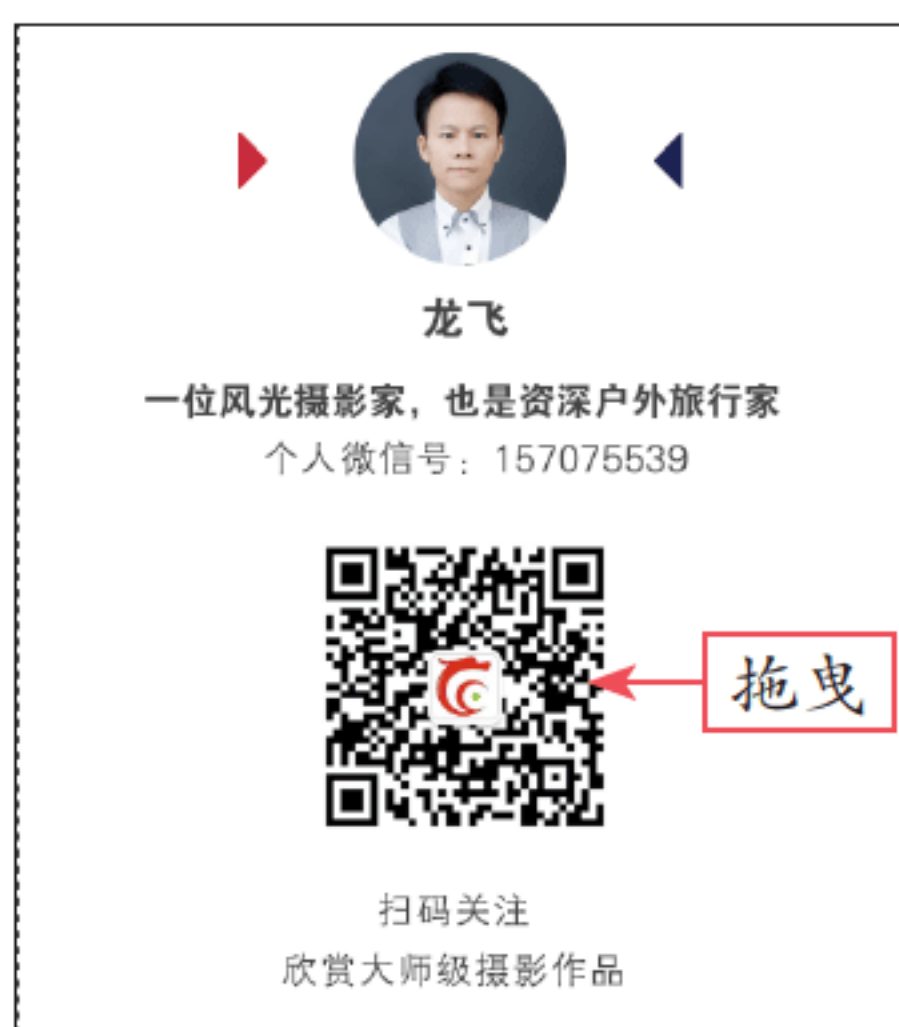 龙飞
一位风光摄影家，也是资深户外旅行家
个人微信号：157075539
拖曳
扫码关注
欣赏大师级摄影作品